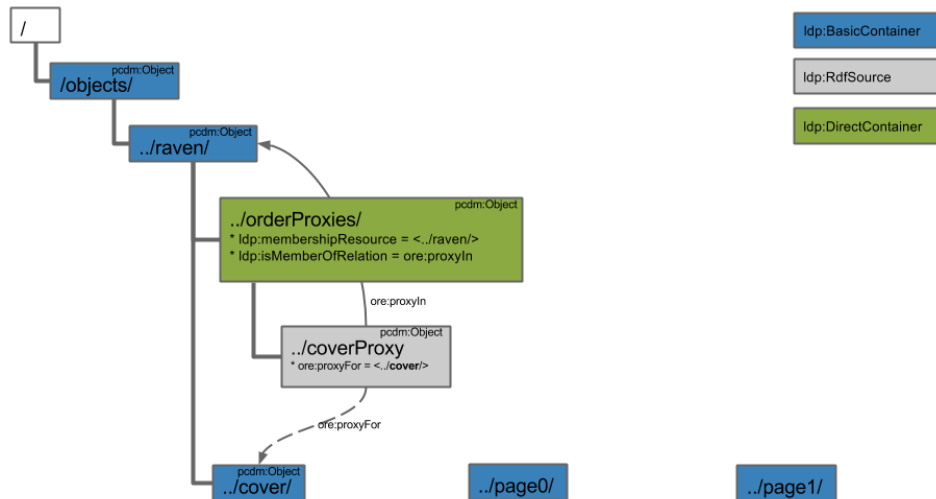 /
ldp:BasicContainer
pcdm:Object
/objects/
ldp:RdfSource
ldp:DirectContainer
pcdm:Object
../raven/
pcdm:Object
../orderProxies/
* ldp:membershipResource = <../raven/>
* ldp:isMemberOfRelation = ore:proxyIn
ore:proxyIn
pcdm:Object
../coverProxy
* ore:proxyFor = <../cover/>
ore:proxyFor
pcdm:Object
../cover/
../page0/
../page1/